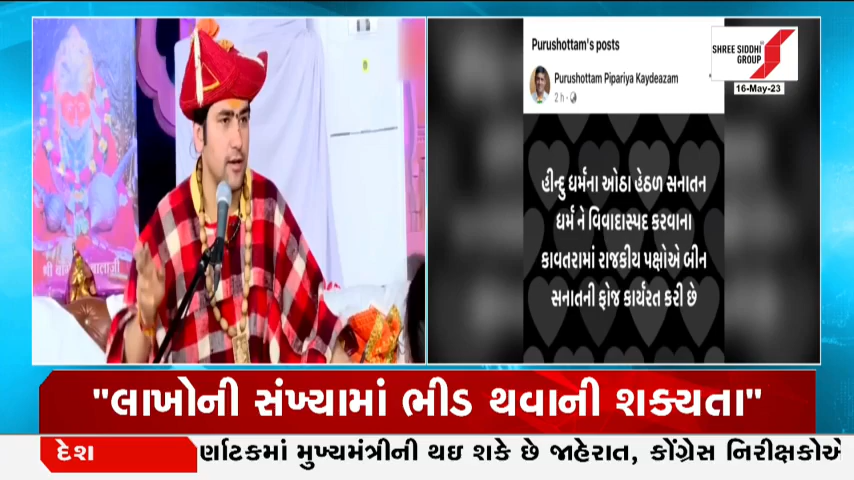 Purushottam's posts
Purushottam Pipariya Kaydeazam
2 h
SHREE SIDDHI
GROUP
16-May-23
હીન્દુ ધર્મના ઓઠા હેઠળ સનાતન
ધર્મ ને વિવાદાસ્પદ કરવાના
કાવતરામાં રાજકીય પક્ષોએ બીન
સનાતની ફોજ કાર્યરત કરી છે
"લાખોની સંખ્યામાં ભીડ થવાની શક્યતા"
દેશ
ર્ણાટકમાં મુખ્યમંત્રીની થઇ શકે છે જાહેરાત, કોંગ્રેસ નિરીક્ષકોએ